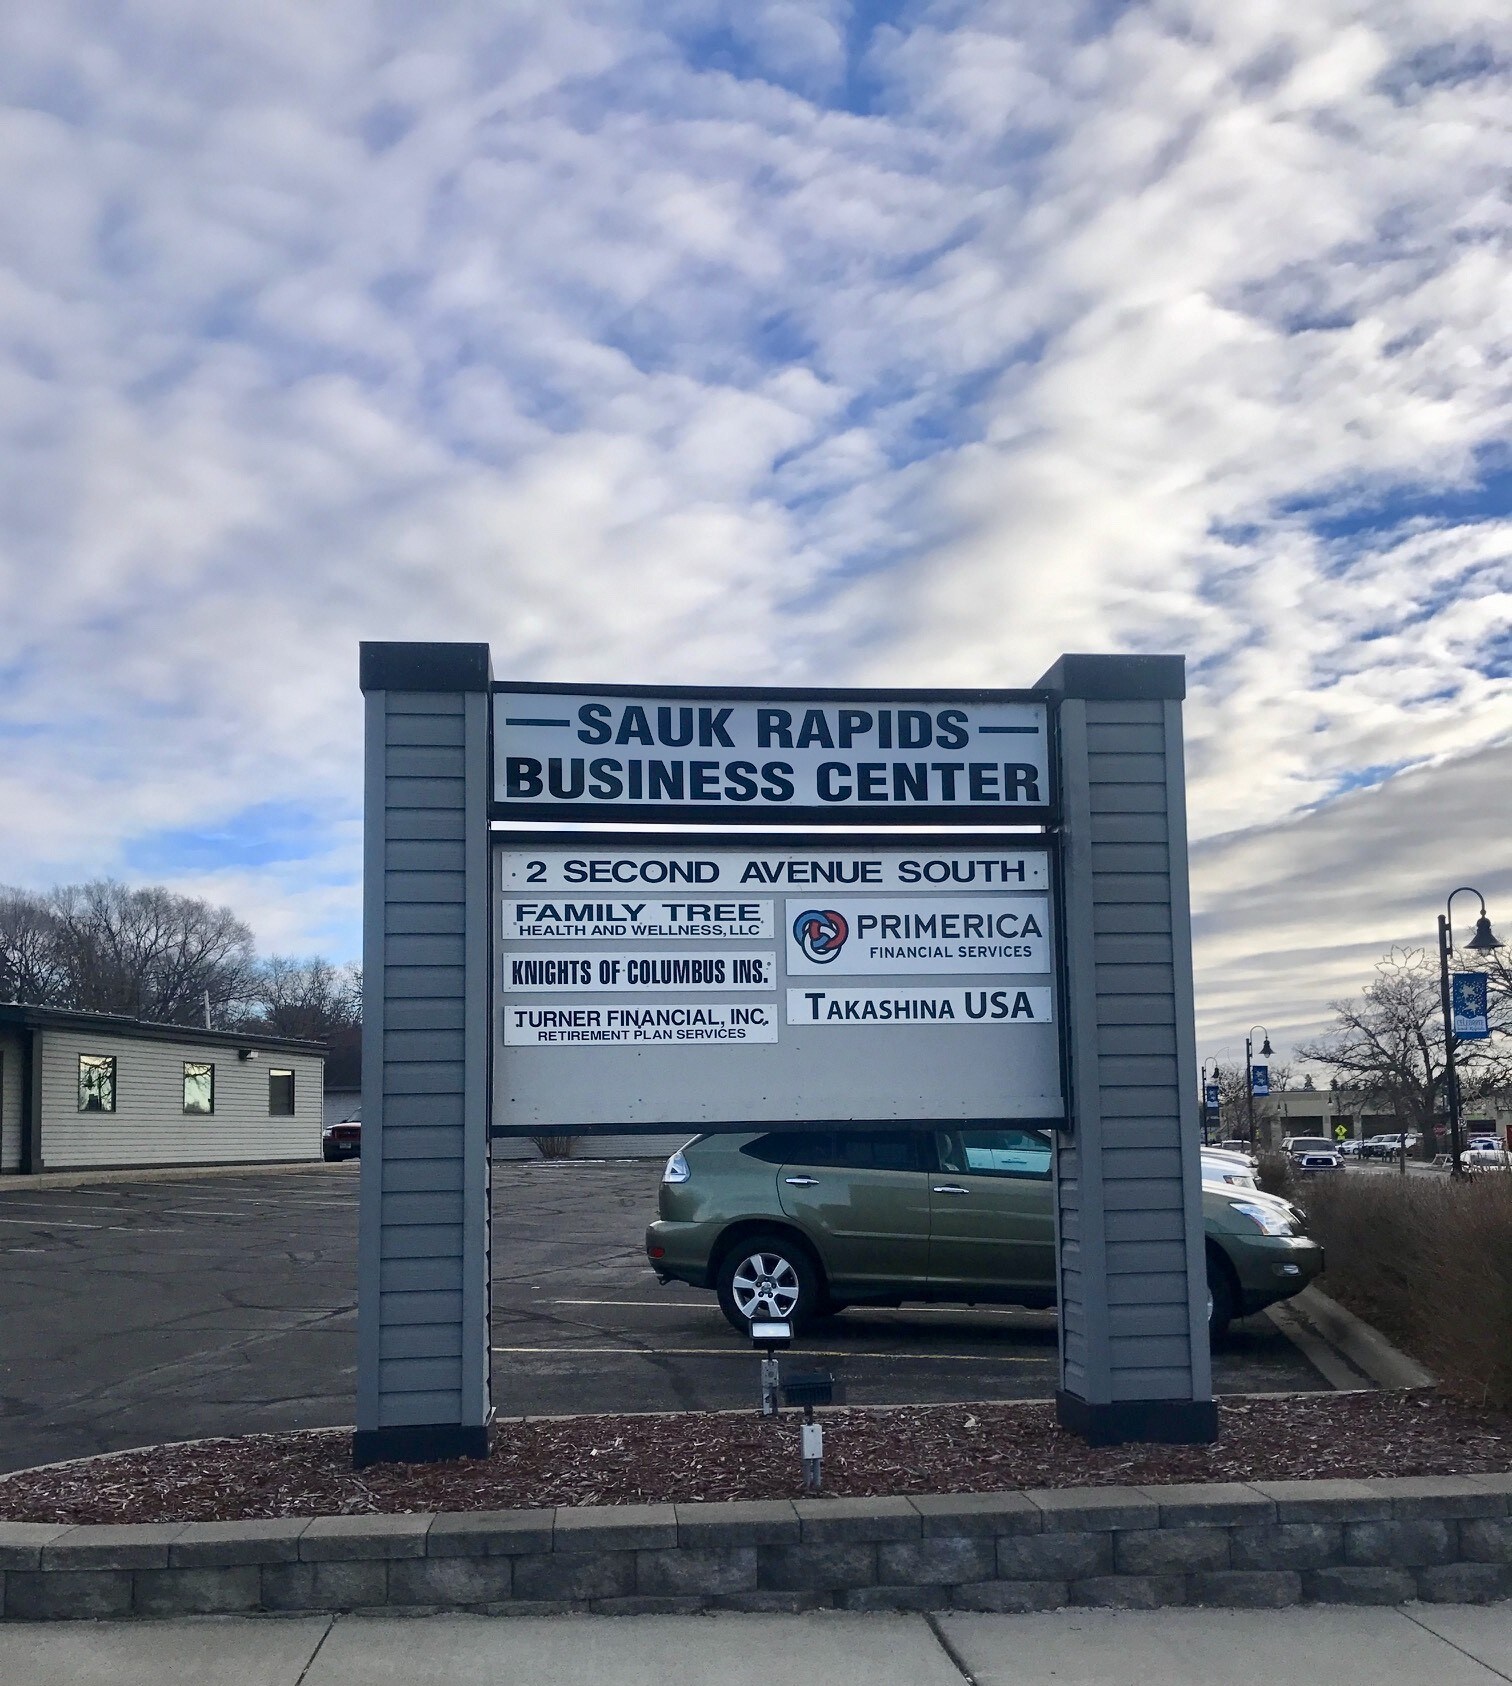 SAUK RAPIDS
BUSINESS CENTER
2 SECOND AVENUE SOUTH
FAMILY TREE
HEALTH AND WELLNESS, LLC
KNIGHTS OF COLUMBUS INS.
TURNER FINANCIAL, INC.
RETIREMENT PLAN SERVICES
PRIMERICA
FINANCIAL SERVICES
TAKASHINA USA
CELEBRATE